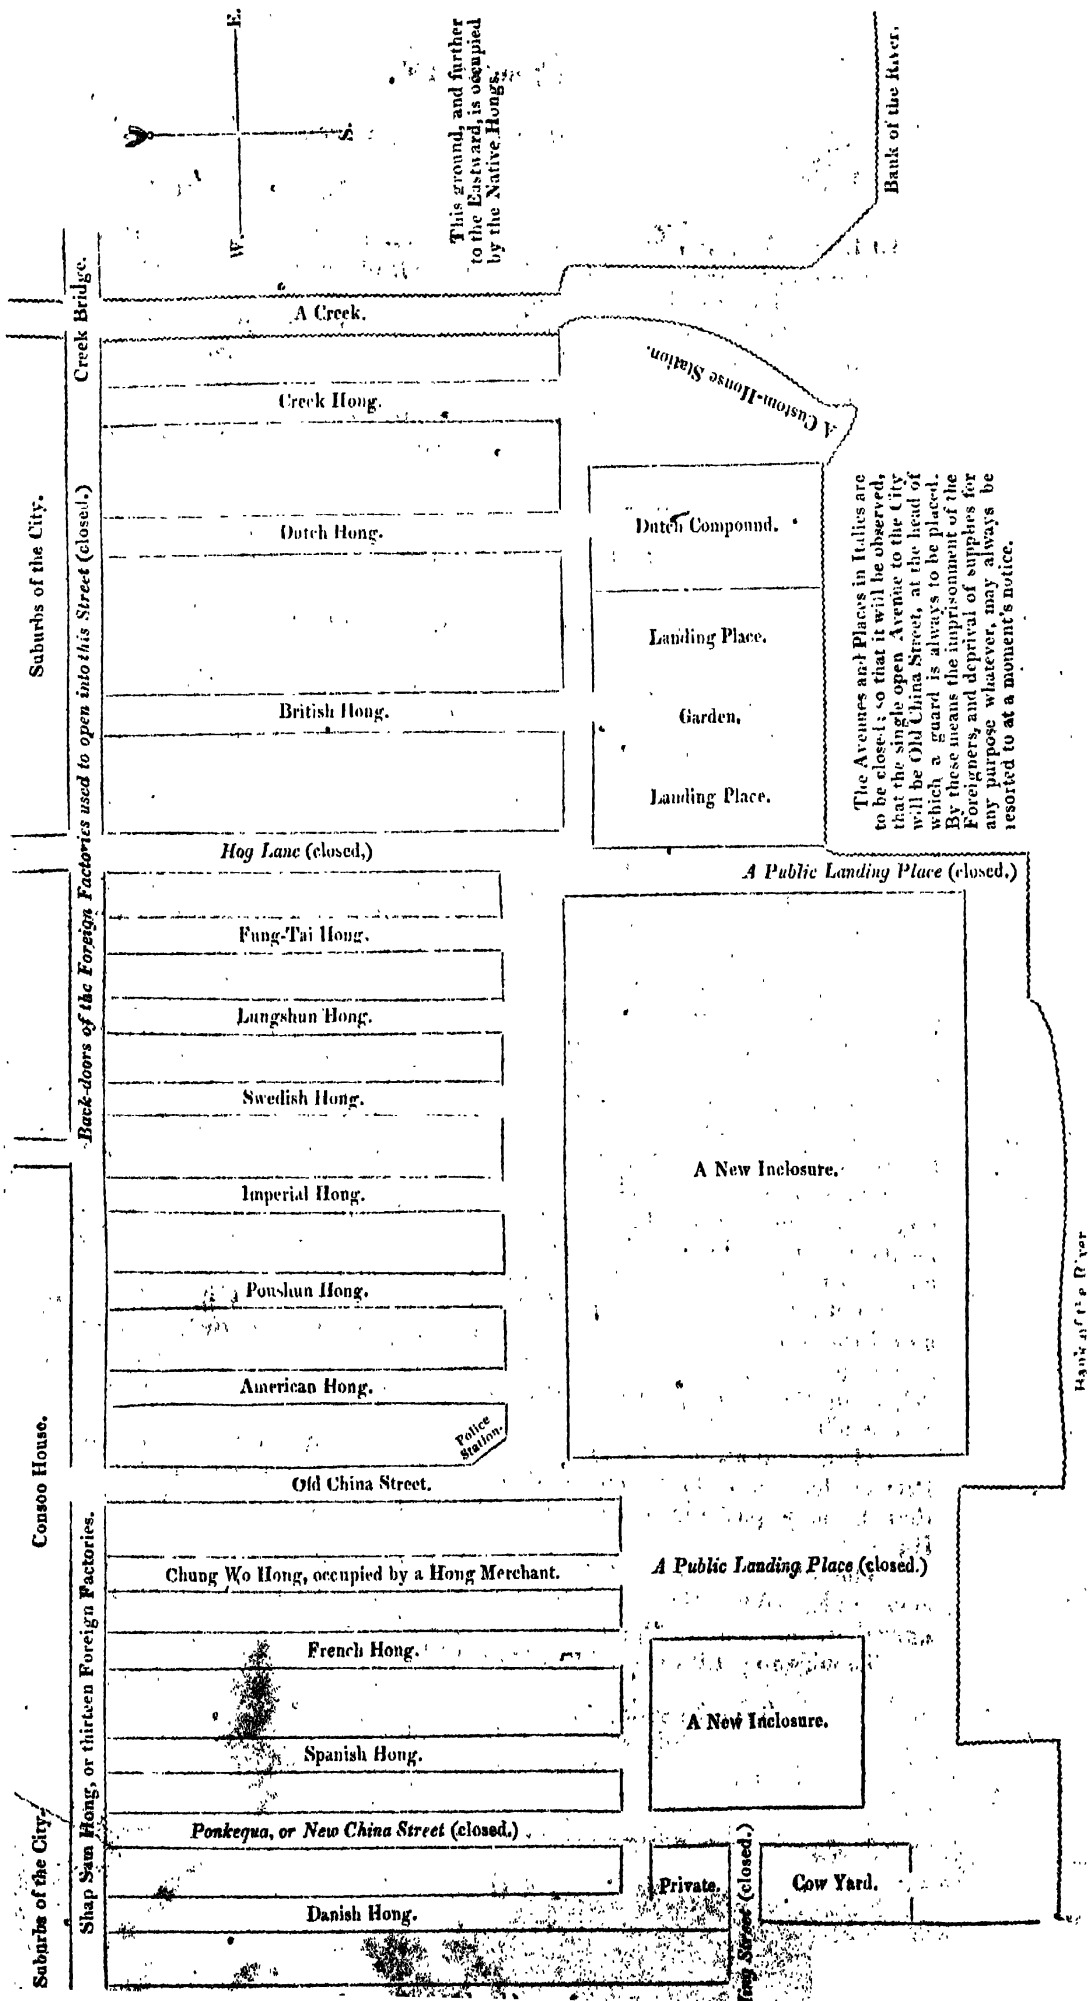 E.
S.
W.
This ground, and further
to the Eastward, is occupied
by the Native Hongs.
Bank of the River.
Creek Bridge.
A Creek.
A Custom-House Station.
Creek Hong.
Suburbs of the City.
Back-doors of the Foreign Factories used to open into this Street (closed.)
Dutch Hong.
Dutch Compound.
Landing Place.
British Hong.
Garden.
Landing Place.
The Avenues and Places in Italics are
to be closed; so that it will be observed,
that the single open Avenue to the City
will be Old China Street, at the head of
which a guard is always to be placed.
By these means the imprisonment of the
Foreigners, and deprival of supplies for
any purpose whatever, may always be
resorted to at a moment's notice.
Hog Lane (closed,)
A Public Landing Place (closed.)
Fung-Tai Hong.
Lungshun Hong.
Swedish Hong.
A New Inclosure.
Imperial Hong.
Poushun Hong.
Bank of the River
American Hong.
Police
Station.
Consoo House.
Old China Street.
Shap Sam Hong, or thirteen Foreign Factories.
Chung Wo Hong, occupied by a Hong Merchant.
A Public Landing Place (closed.)
French Hong.
A New Inclosure.
Spanish Hong.
Ponkequa, or New China Street (closed.)
Suburbs of the City.
Private.
Street (closed.)
Cow Yard.
Danish Hong.